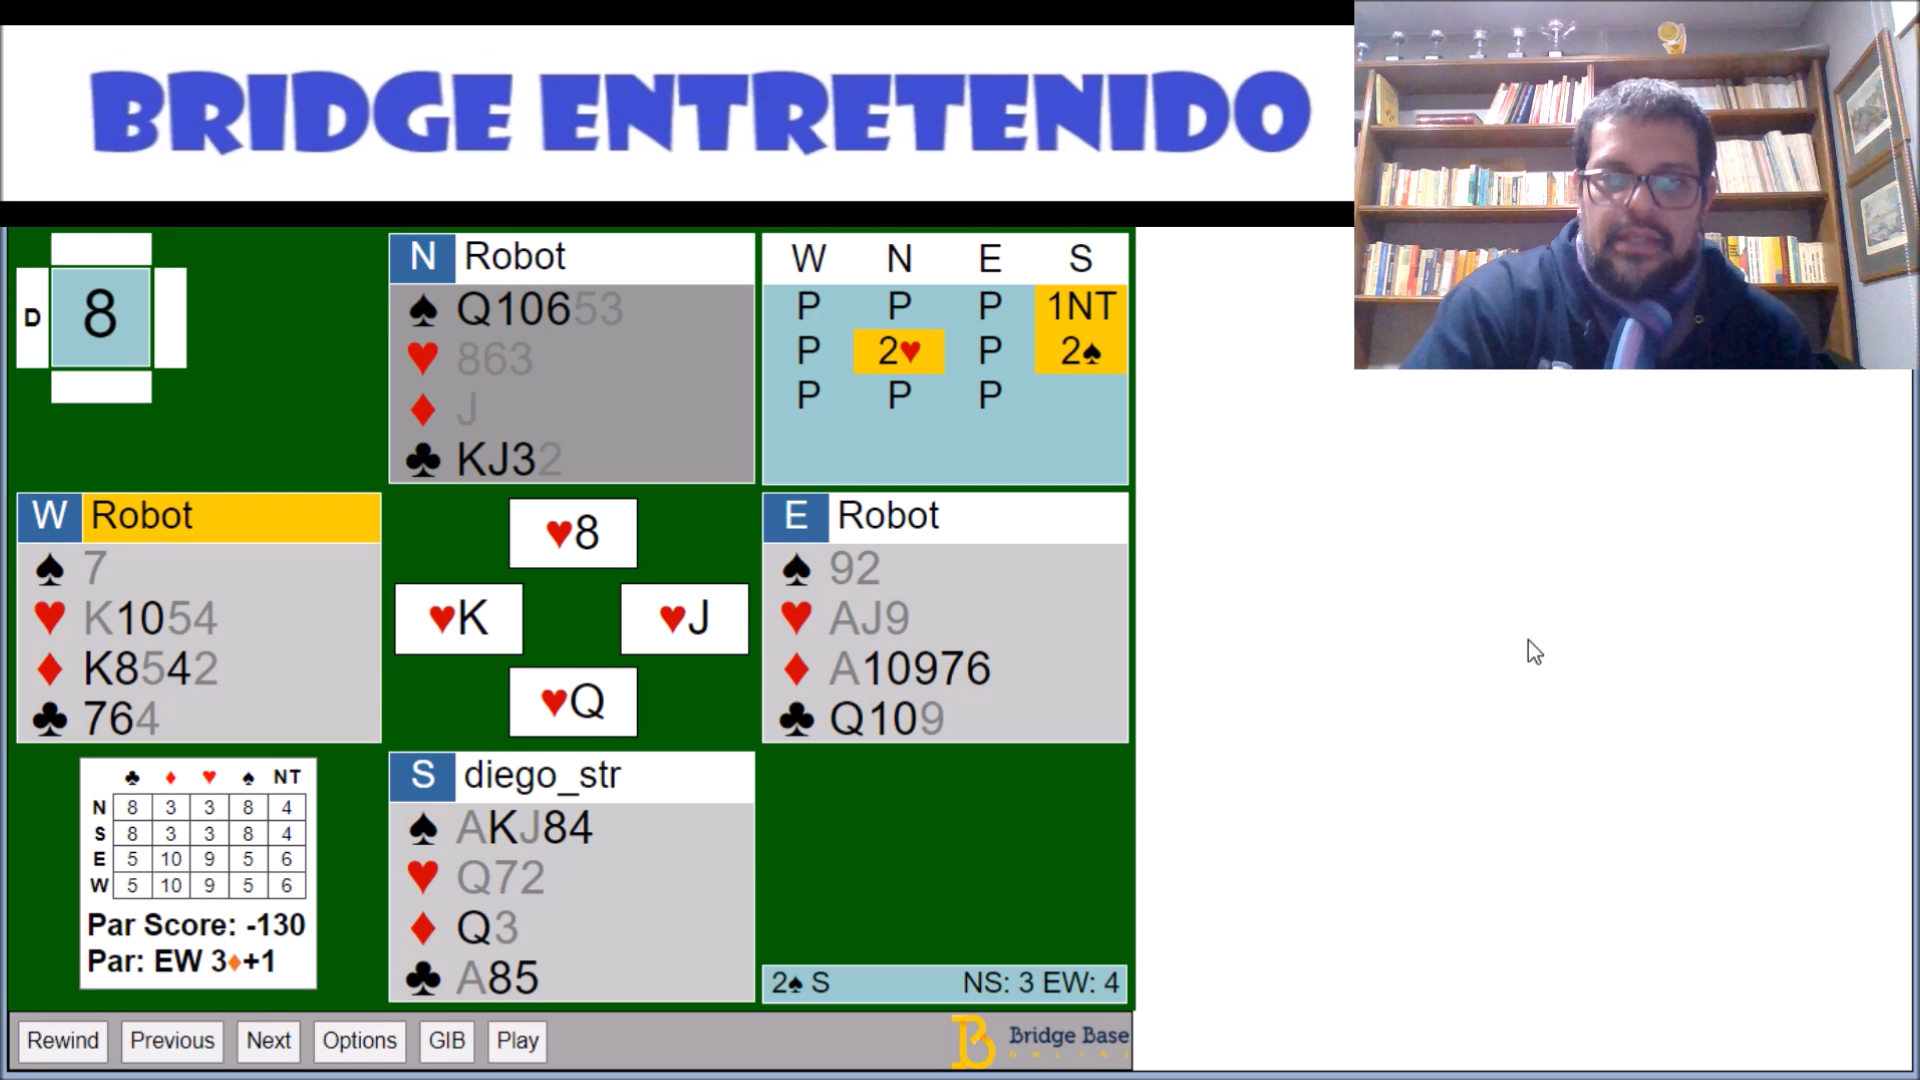 BRIDGE ENTRETENIDO
D 8
N Robot
♠ Q10653
♥ 863
♦ J
♣ KJ32
W N E S
P P P 1NT
P 2♥ P 2♠
P P P
W Robot
♠ 7
♥ K1054
♦ K8542
♣ 764
♥8
♥K
♥J
♥Q
E Robot
♠ 92
♥ AJ9
♦ A10976
♣ Q109
♣ ♦ ♥ ♠ NT
N 8 3 3 8 4
S 8 3 3 8 4
E 5 10 9 5 6
W 5 10 9 5 6
Par Score: -130
Par: EW 3♦+1
S diego_str
♠ AKJ84
♥ Q72
♦ Q3
♣ A85
2♠ S NS: 3 EW: 4
Rewind Previous Next Options GIB Play
B Bridge Base
ONLINE